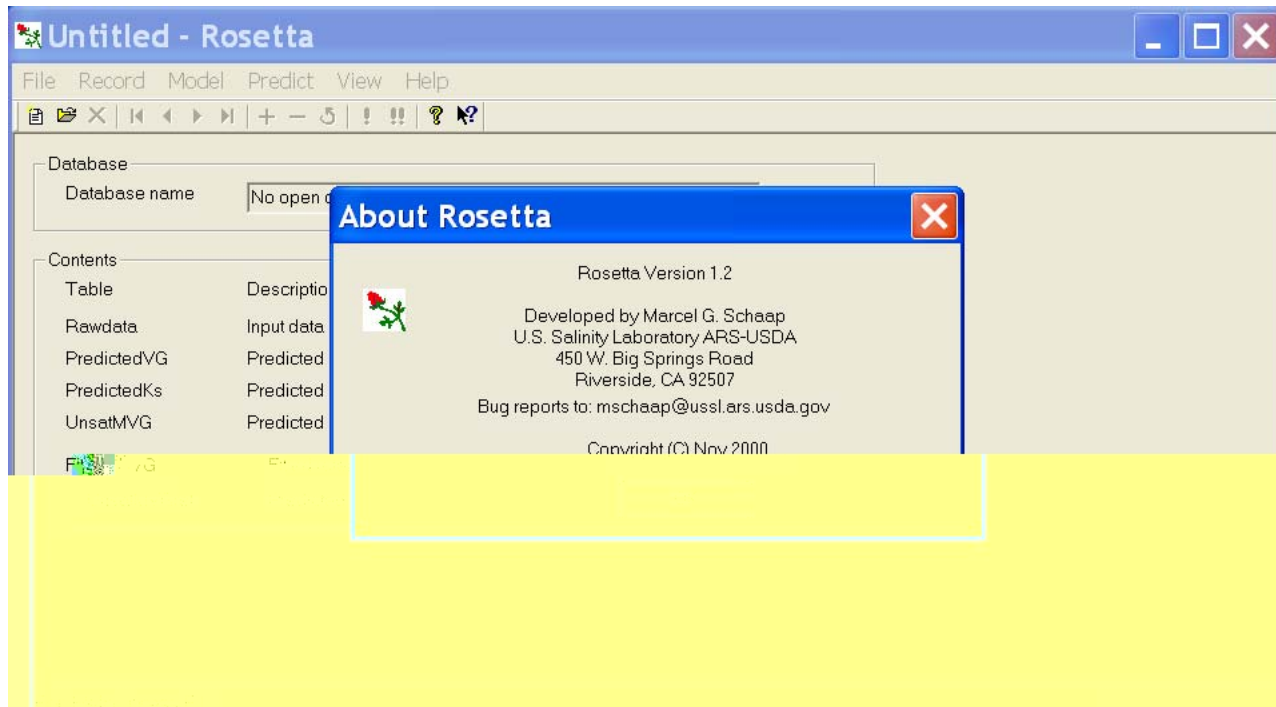 Untitled - Rosetta
File Record Model Predict View Help
Database
Database name
No open
About Rosetta
Contents
Table
Rawdata
Input data
PredictedVG
Predicted
PredictedKs
Predicted
UnsatMVG
Predicted
Rosetta Version 1.2
Developed by Marcel G. Schaap
U.S. Salinity Laboratory ARS-USDA
450 W. Big Springs Road
Riverside, CA 92507
Bug reports to: mschaap@ussl.ars.usda.gov
Copyright (C) Nov 2000